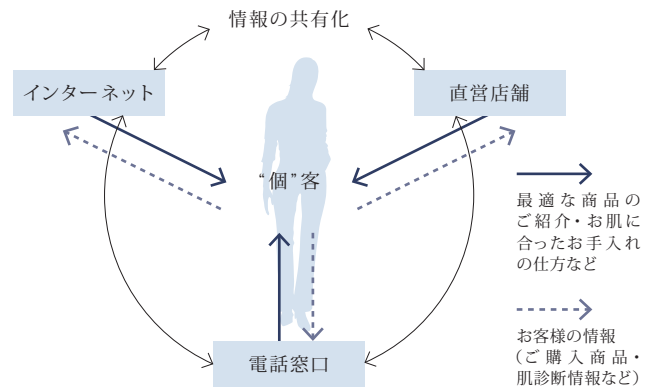 情報の共有化
インターネット
直営店舗
“個”客
最適な商品の
ご紹介・お肌に
合ったお手入れ
の仕方など
お客様の情報
（ご購入商品・
肌診断情報など）
電話窓口